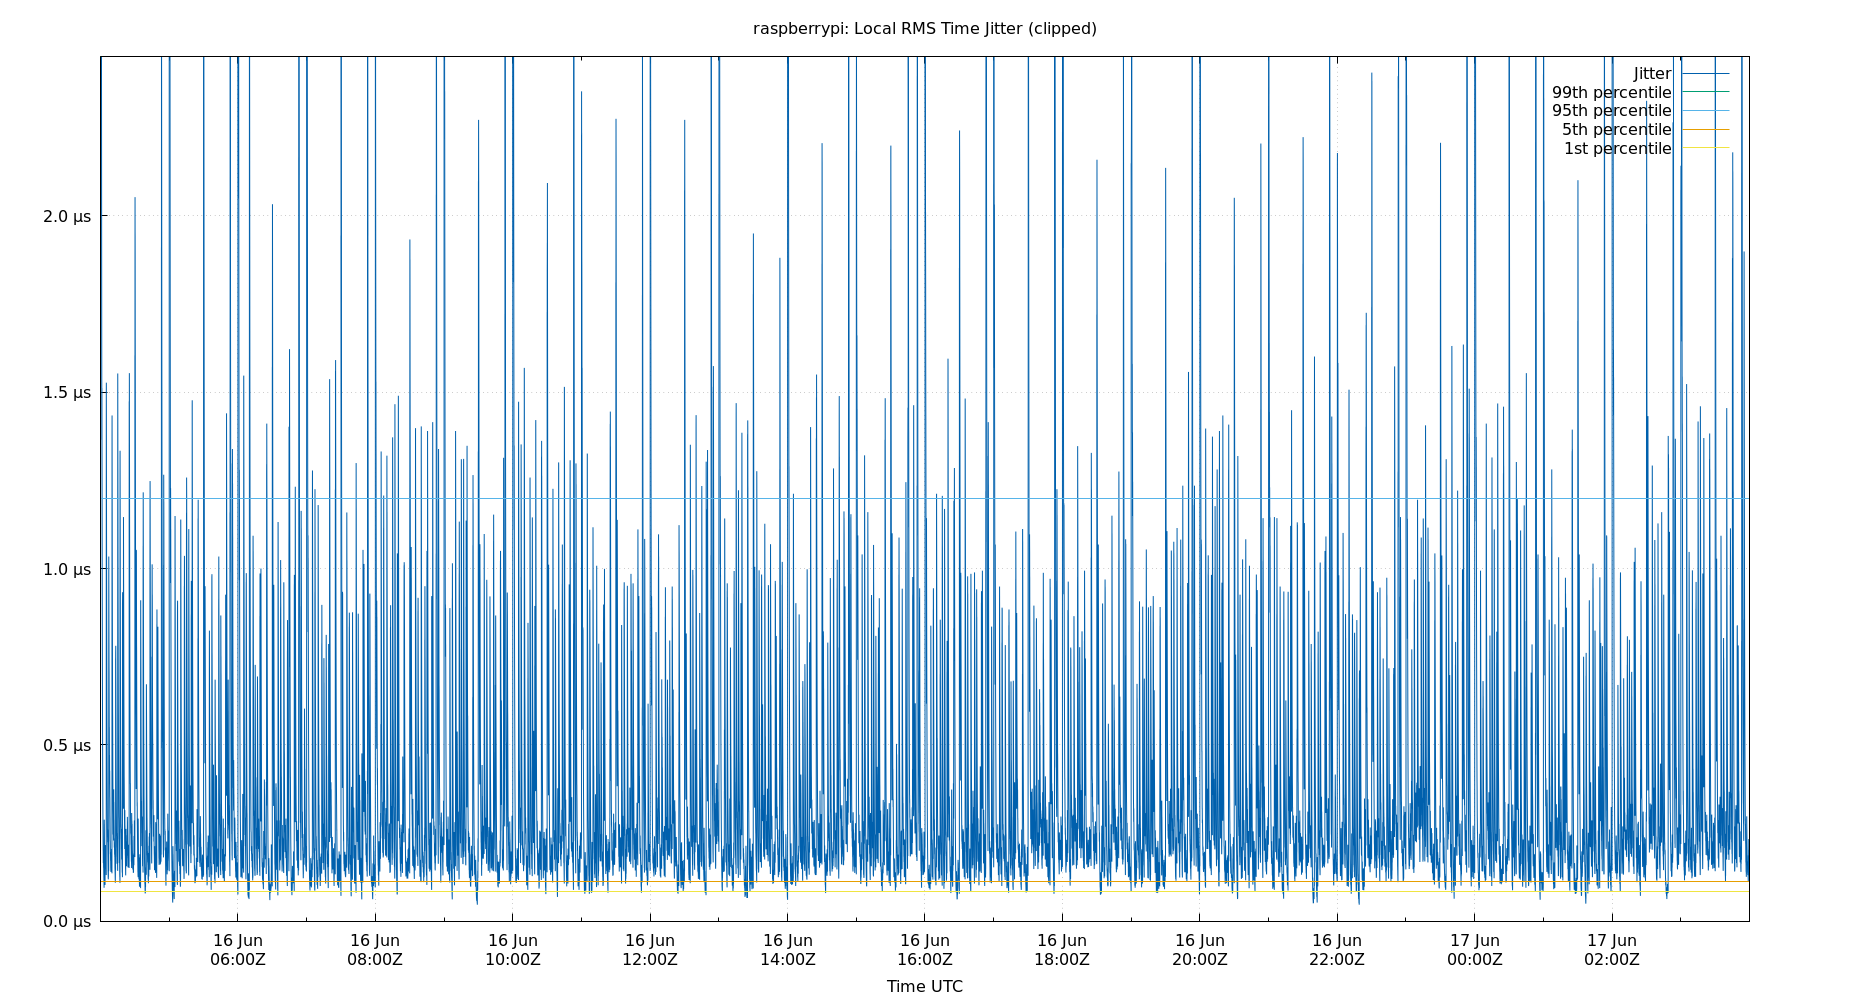 raspberrypi: Local RMS Time Jitter (clipped)
Jitter
99th percentile
95th percentile
5th percentile
1st percentile
2.0 µs
1.5 µs
1.0 µs
0.5 µs
0.0 µs
16 Jun 16 Jun 16 Jun 16 Jun 16 Jun 16 Jun 16 Jun 16 Jun 16 Jun 17 Jun 17 Jun
06:00Z 08:00Z 10:00Z 12:00Z 14:00Z 16:00Z 18:00Z 20:00Z 22:00Z 00:00Z 02:00Z
Time UTC